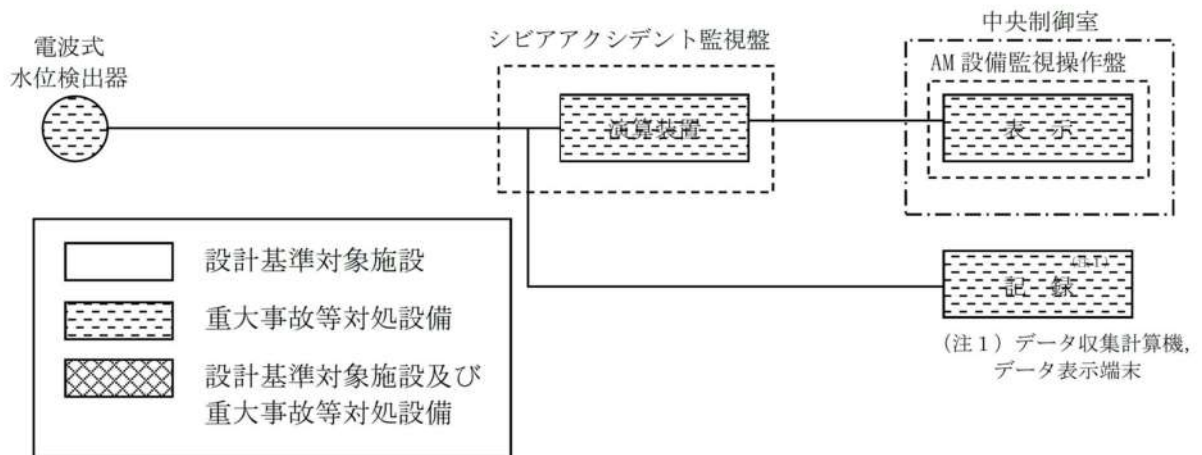 電波式
水位検出器
シビアアクシデント監視盤
演算装置
中央制御室
AM 設備監視操作盤
表 示
記 録
(注1)
(注1)データ収集計算機,
データ表示端末
設計基準対象施設
重大事故等対処設備
設計基準対象施設及び
重大事故等対処設備